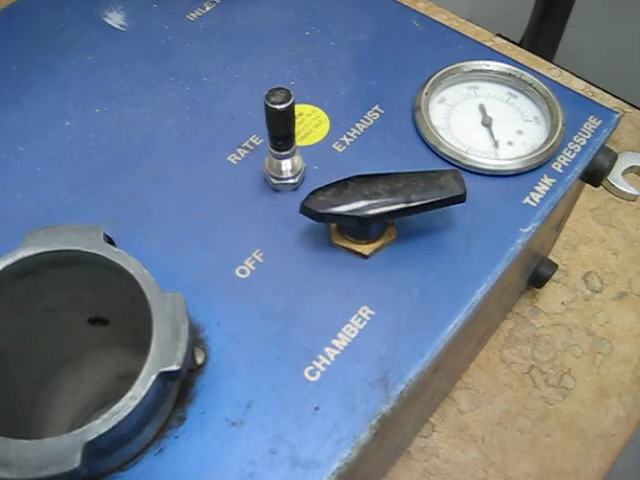 INLET
RATE
EXHAUST
TANK PRESSURE
OFF
CHAMBER